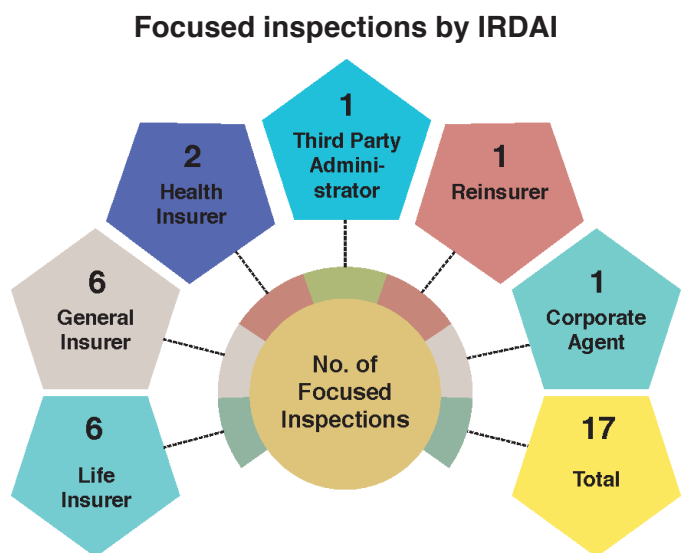 Focused inspections by IRDAI
1
Third Party
Admini-
strator
2
Health
Insurer
1
Reinsurer
6
General
Insurer
1
Corporate
Agent
No. of
Focused
Inspections
6
Life
Insurer
17
Total